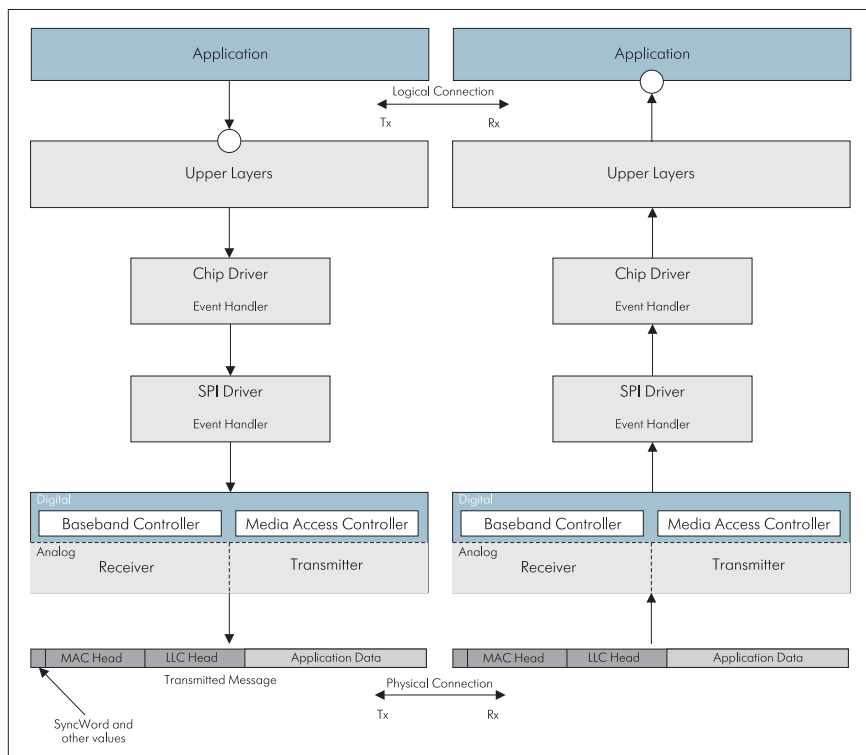 Application
Application
Logical Connection
Tx
Rx
Upper Layers
Upper Layers
Chip Driver
Event Handler
Chip Driver
Event Handler
SPI Driver
Event Handler
SPI Driver
Event Handler
Digital
Baseband Controller
Media Access Controller
Analog
Receiver
Transmitter
Digital
Baseband Controller
Media Access Controller
Analog
Receiver
Transmitter
MAC Head
LLC Head
Application Data
Transmitted Message
MAC Head
LLC Head
Application Data
Physical Connection
Tx
Rx
SyncWord and
other values